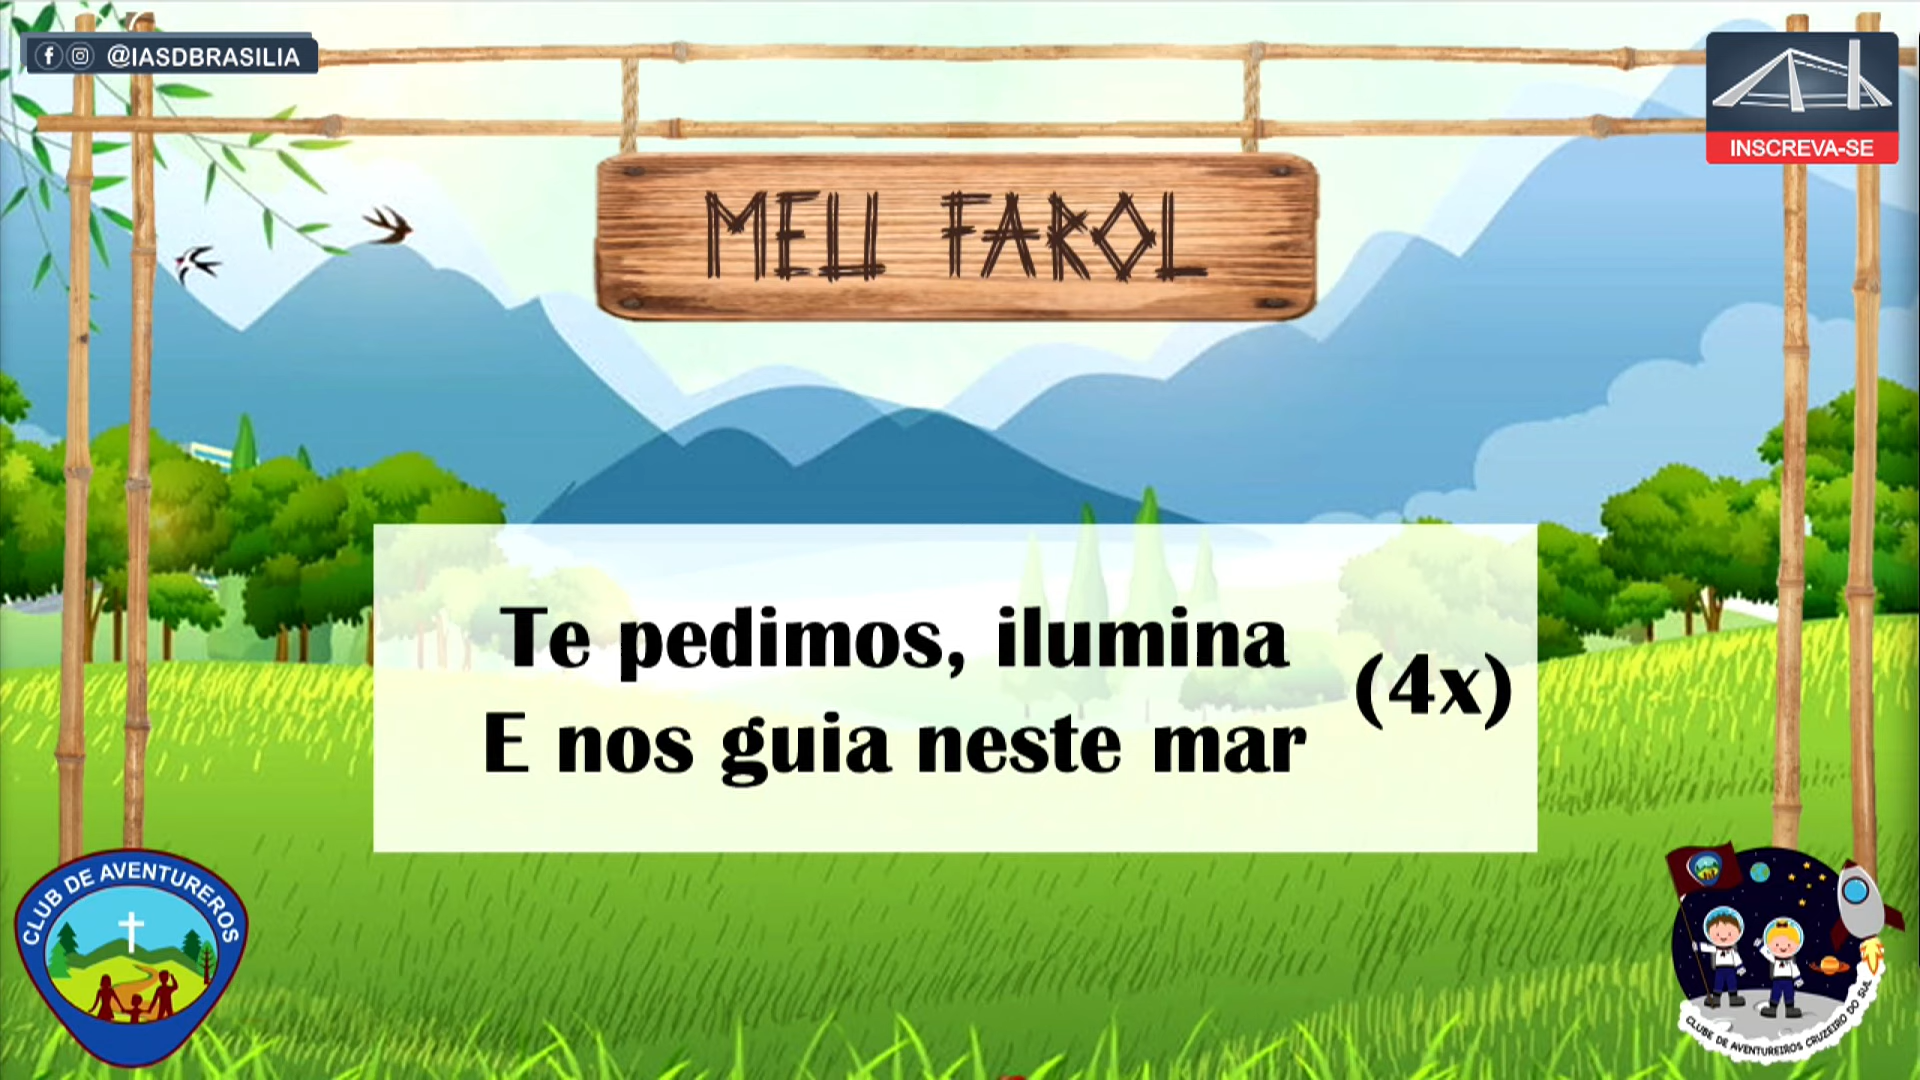 @IASDBRASILIA
INSCREVA-SE
MEU FAROL
Te pedimos, ilumina
E nos guia neste mar
(4x)
CLUB DE AVENTUREROS
CLUBE DE AVENTUREIROS CRUZEIRO DO SUL